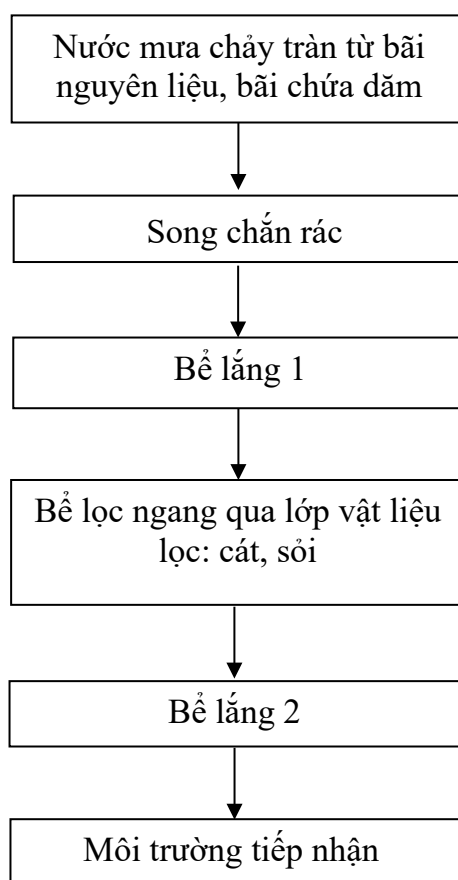 Nước mưa chảy tràn từ bãi
nguyên liệu, bãi chứa dăm
Song chắn rác
Bể lắng 1
Bể lọc ngang qua lớp vật liệu
lọc: cát, sỏi
Bể lắng 2
Môi trường tiếp nhận